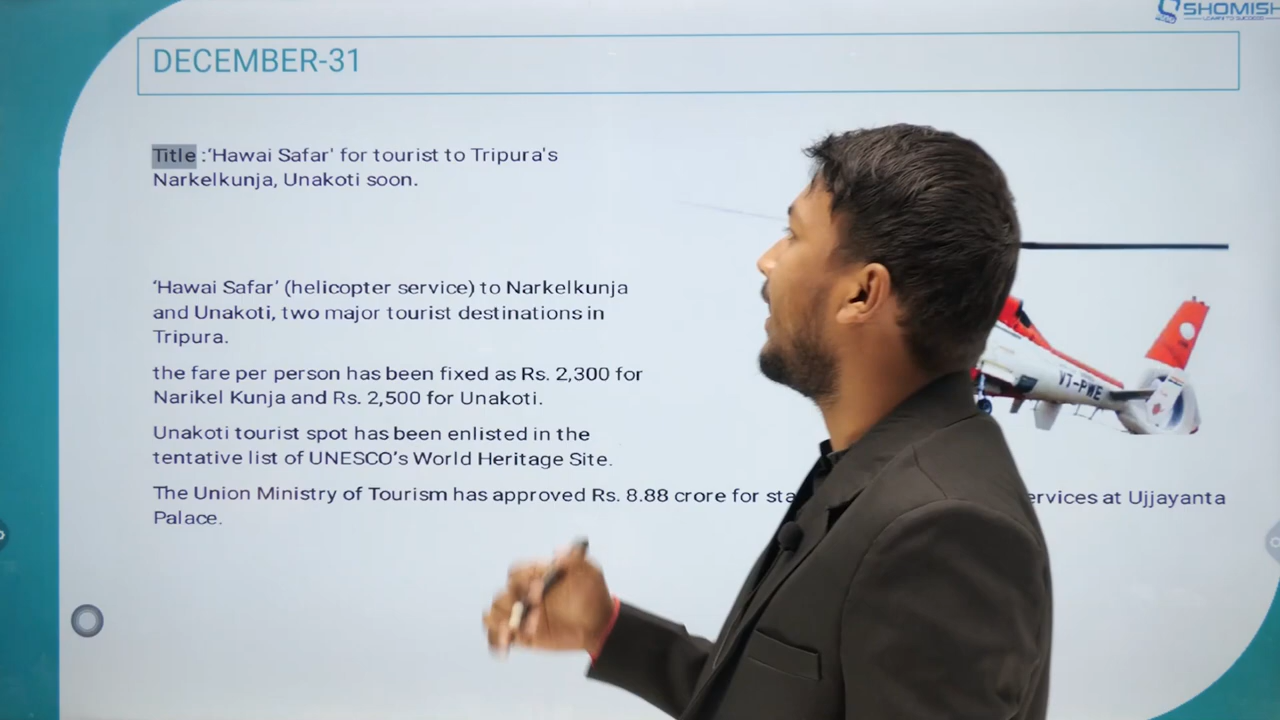 SHOMISH
LEARN TO SUCCESS
DECEMBER-31
Title :‘Hawai Safar' for tourist to Tripura's
Narkelkunja, Unakoti soon.
‘Hawai Safar’ (helicopter service) to Narkelkunja
and Unakoti, two major tourist destinations in
Tripura.
the fare per person has been fixed as Rs. 2,300 for
Narikel Kunja and Rs. 2,500 for Unakoti.
Unakoti tourist spot has been enlisted in the
tentative list of UNESCO’s World Heritage Site.
The Union Ministry of Tourism has approved Rs. 8.88 crore for sta ervices at Ujjayanta
Palace.
VT-PWE